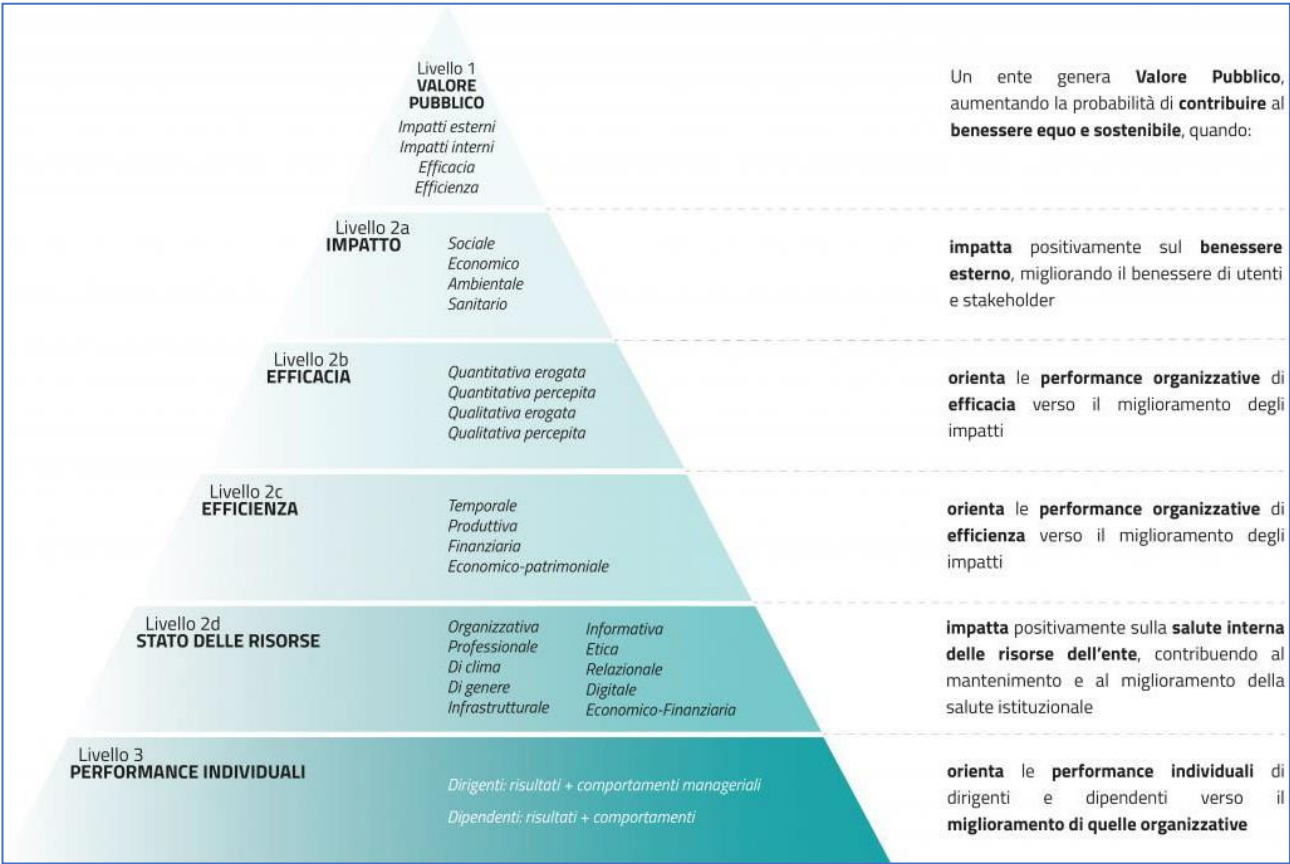 Livello 1
VALORE
PUBBLICO
Impatti esterni
Impatti interni
Efficacia
Efficienza
Un ente genera Valore Pubblico,
aumentando la probabilità di contribuire al
benessere equo e sostenibile, quando:
Livello 2a
IMPATTO
Sociale
Economico
Ambientale
Sanitario
impatta positivamente sul benessere
esterno, migliorando il benessere di utenti
e stakeholder
Livello 2b
EFFICACIA
Quantitativa erogata
Quantitativa percepita
Qualitativa erogata
Qualitativa percepita
orienta le performance organizzative di
efficacia verso il miglioramento degli
impatti
Livello 2c
EFFICIENZA
Temporale
Produttiva
Finanziaria
Economico-patrimoniale
orienta le performance organizzative di
efficienza verso il miglioramento degli
impatti
Livello 2d
STATO DELLE RISORSE
Organizzativa
Professionale
Di clima
Di genere
Infrastrutturale
Informativa
Etica
Relazionale
Digitale
Economico-Finanziaria
impatta positivamente sulla salute interna
delle risorse dell'ente, contribuendo al
mantenimento e al miglioramento della
salute istituzionale
Livello 3
PERFORMANCE INDIVIDUALI
Dirigenti: risultati + comportamenti manageriali
Dipendenti: risultati + comportamenti
orienta le performance individuali di
dirigenti e dipendenti verso il
miglioramento di quelle organizzative